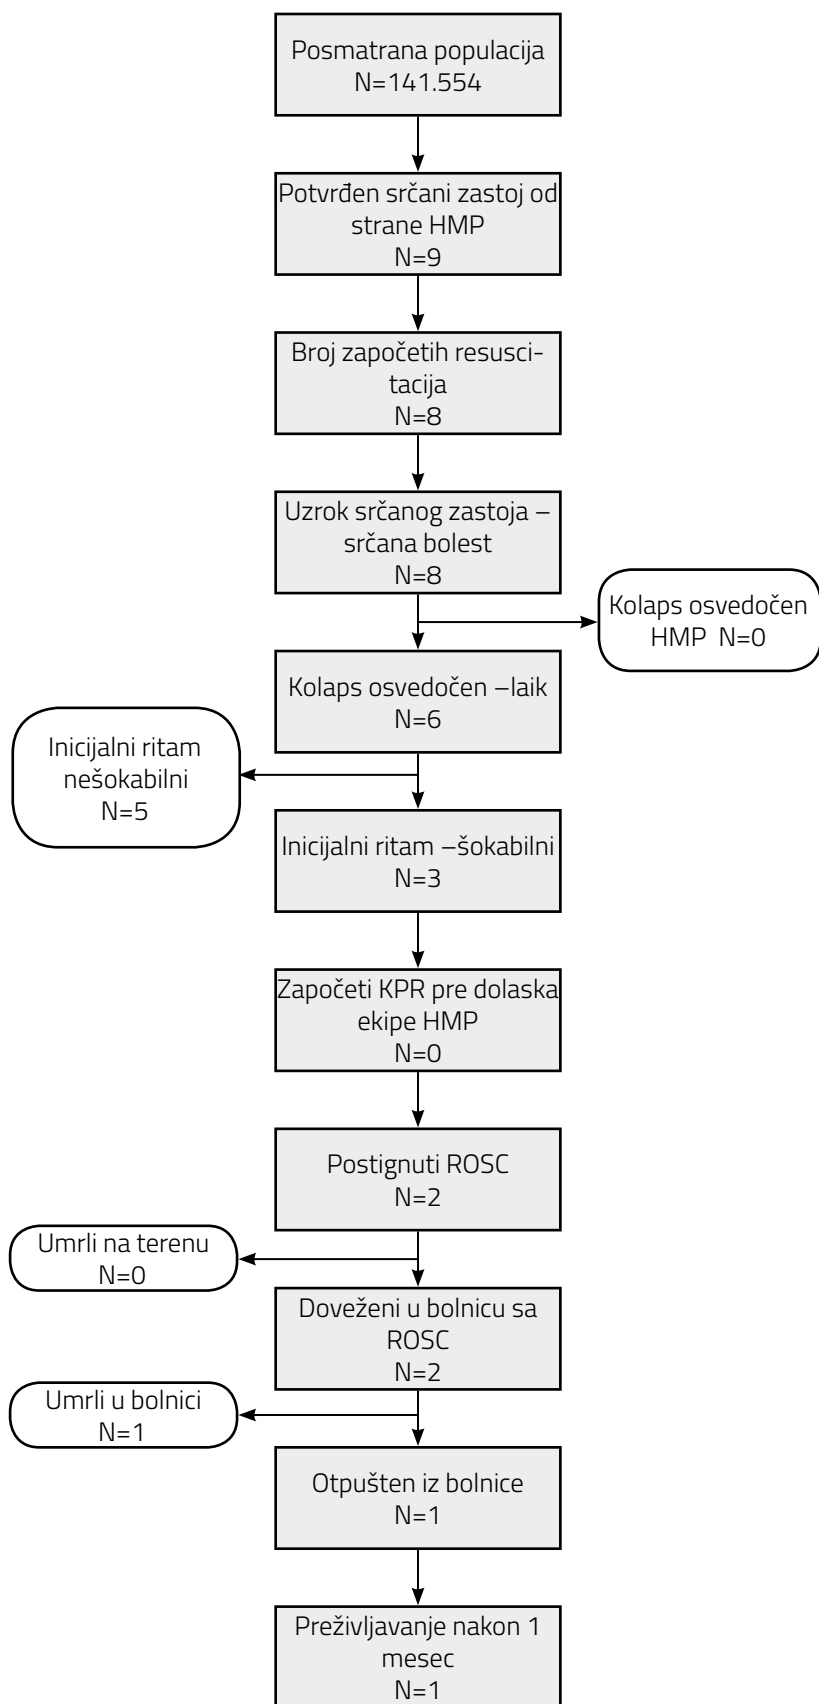 Posmatrana populacija
N=141.554
Potvrđen srčani zastoj od
strane HMP
N=9
Broj započetih resusci-
tacija
N=8
Uzrok srčanog zastoja –
srčana bolest
N=8
Kolaps osvedočen
HMP N=0
Kolaps osvedočen –laik
N=6
Inicijalni ritam
nešokabilni
N=5
Inicijalni ritam –šokabilni
N=3
Započeti KPR pre dolaska
ekipe HMP
N=0
Postignuti ROSC
N=2
Umrli na terenu
N=0
Doveženi u bolnicu sa
ROSC
N=2
Umrli u bolnici
N=1
Otpušten iz bolnice
N=1
Preživljavanje nakon 1
mesec
N=1